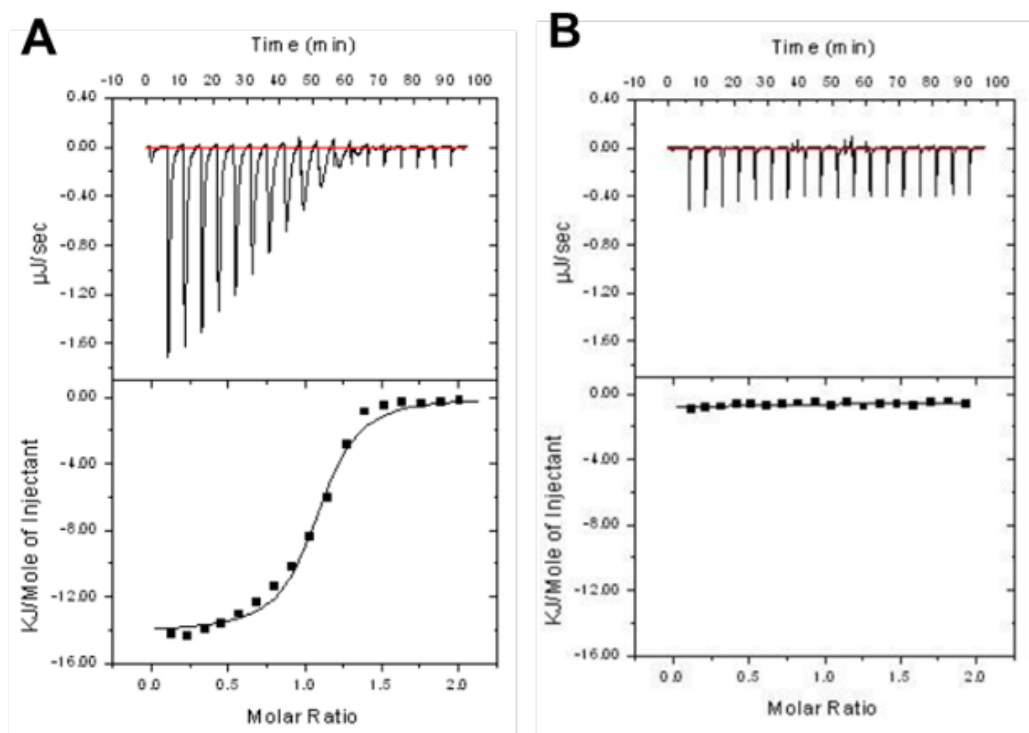 A
Time (min)
-10 0 10 20 30 40 50 60 70 80 90 100
0.40
0.00
-0.40
-0.80
-1.20
-1.60
µJ/sec
0.00
-4.00
-8.00
-12.00
-16.00
KJ/Mole of Injectant
0.0 0.5 1.0 1.5 2.0
Molar Ratio
B
Time (min)
-10 0 10 20 30 40 50 60 70 80 90 100
0.40
0.00
-0.40
-0.80
-1.20
-1.60
µJ/sec
0.00
-4.00
-8.00
-12.00
-16.00
KJ/Mole of Injectant
0.0 0.5 1.0 1.5 2.0
Molar Ratio